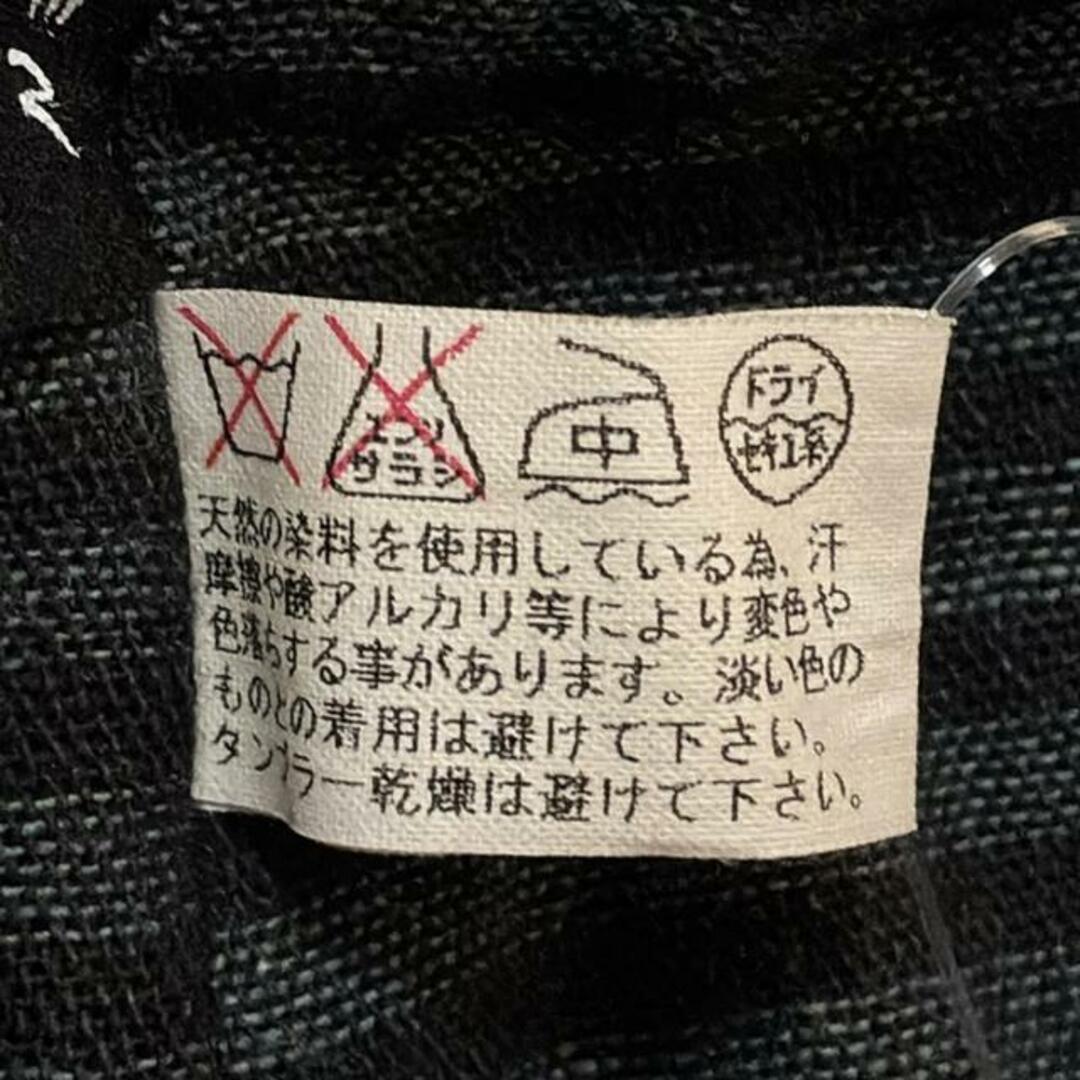 エンソ
サラシ
中
ドライ
セキユ系
天然の染料を使用している為、汗
摩擦や酸アルカリ等により変色や
色落ちする事があります。淡い色の
ものとの着用は避けて下さい。
タンブラー乾燥は避けて下さい。